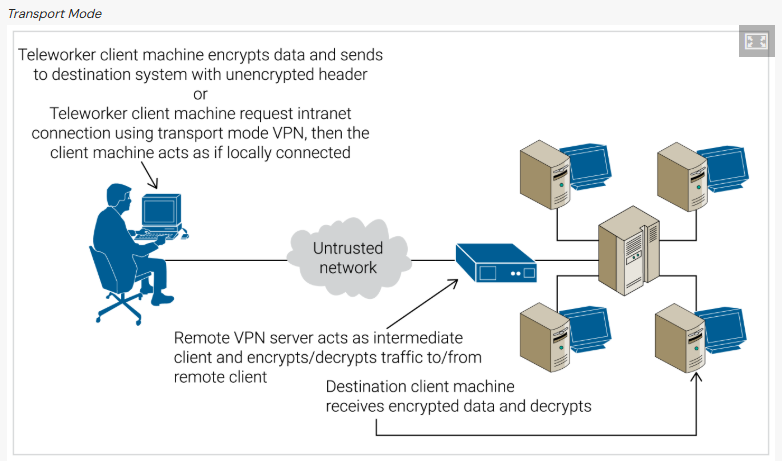 Transport Mode
Teleworker client machine encrypts data and sends
to destination system with unencrypted header
or
Teleworker client machine request intranet
connection using transport mode VPN, then the
client machine acts as if locally connected
Untrusted
network
Remote VPN server acts as intermediate
client and encrypts/decrypts traffic to/from
remote client
Destination client machine
receives encrypted data and decrypts